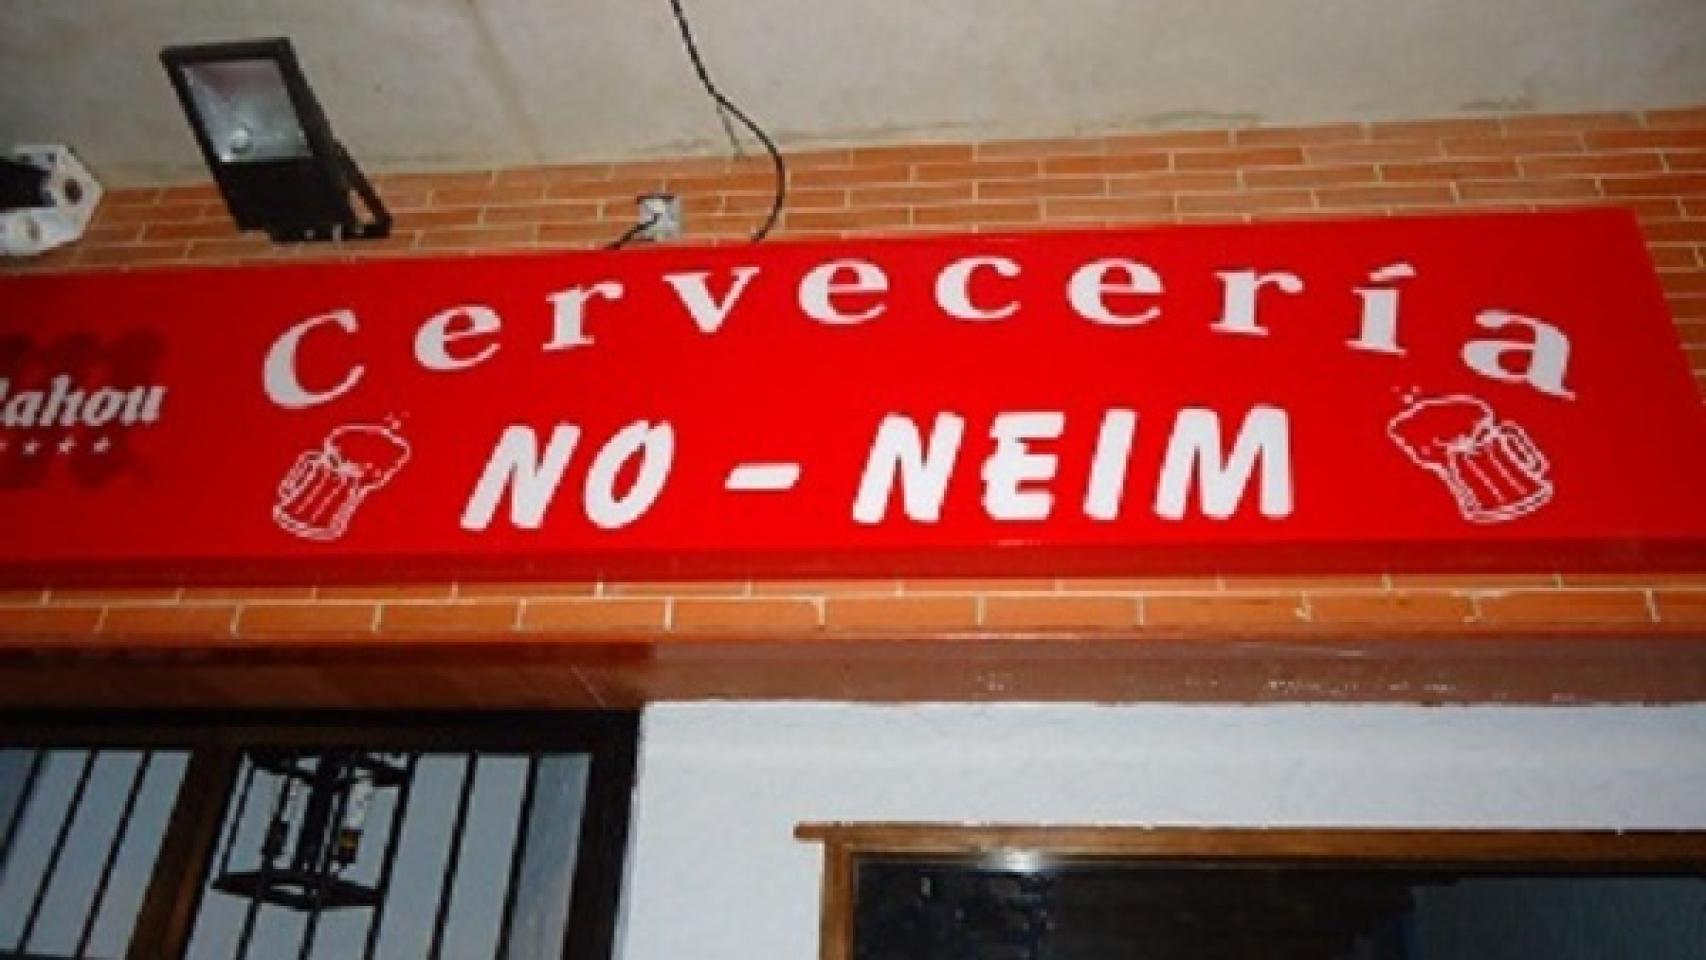 Cervecería
NO - NEIM